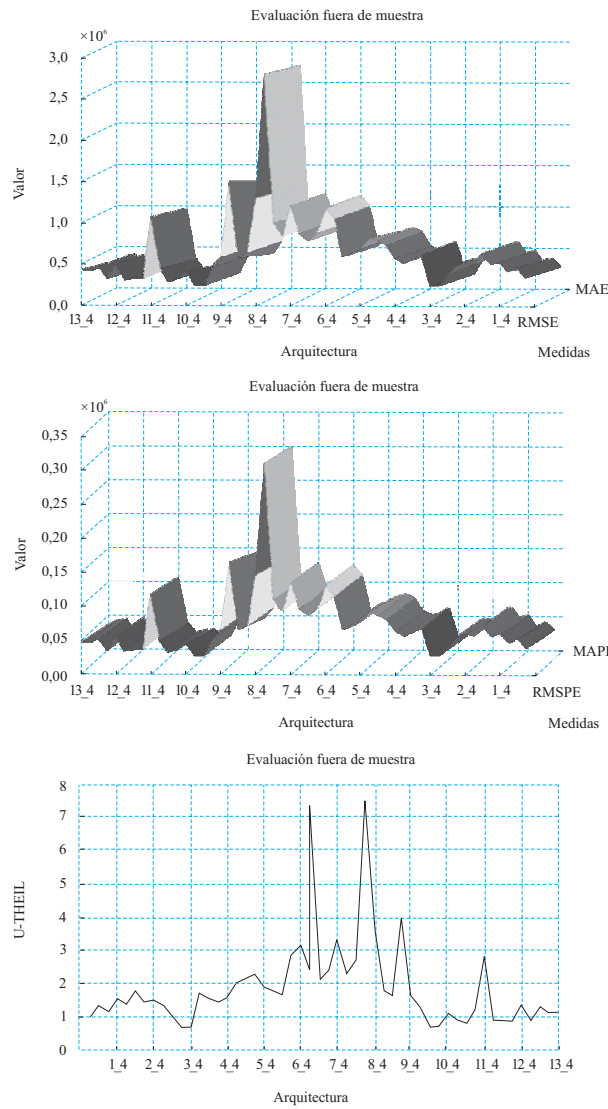 Evaluación fuera de muestra
×10⁶
3,0
2,5
2,0
1,5
1,0
0,5
0,0
Valor
13_4 12_4 11_4 10_4 9_4 8_4 7_4 6_4 5_4 4_4 3_4 2_4 1_4
MAE
RMSE
Arquitectura
Medidas
Evaluación fuera de muestra
×10⁶
0,35
0,30
0,25
0,20
0,15
0,10
0,05
0,00
Valor
13_4 12_4 11_4 10_4 9_4 8_4 7_4 6_4 5_4 4_4 3_4 2_4 1_4
MAPE
RMSPE
Arquitectura
Medidas
Evaluación fuera de muestra
8
7
6
5
4
3
2
1
0
U-THEIL
1_4 2_4 3_4 4_4 5_4 6_4 7_4 8_4 9_4 10_4 11_4 12_4 13_4
Arquitectura